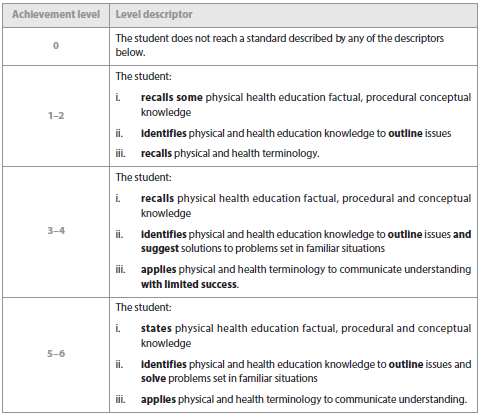 Achievement level Level descriptor
0
The student does not reach a standard described by any of the descriptors
below.
1–2
The student:
i. recalls some physical health education factual, procedural conceptual
knowledge
ii. identifies physical and health education knowledge to outline issues
iii. recalls physical and health terminology.
3–4
The student:
i. recalls physical health education factual, procedural and conceptual
knowledge
ii. identifies physical and health education knowledge to outline issues and
suggest solutions to problems set in familiar situations
iii. applies physical and health terminology to communicate understanding
with limited success.
5–6
The student:
i. states physical health education factual, procedural and conceptual
knowledge
ii. identifies physical and health education knowledge to outline issues and
solve problems set in familiar situations
iii. applies physical and health terminology to communicate understanding.